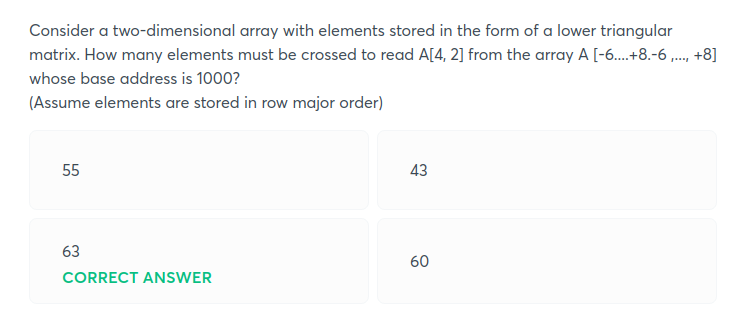 Consider a two-dimensional array with elements stored in the form of a lower triangular
matrix. How many elements must be crossed to read A[4, 2] from the array A [-6....+8.-6 ,..., +8]
whose base address is 1000?
(Assume elements are stored in row major order)
55
43
63
CORRECT ANSWER
60